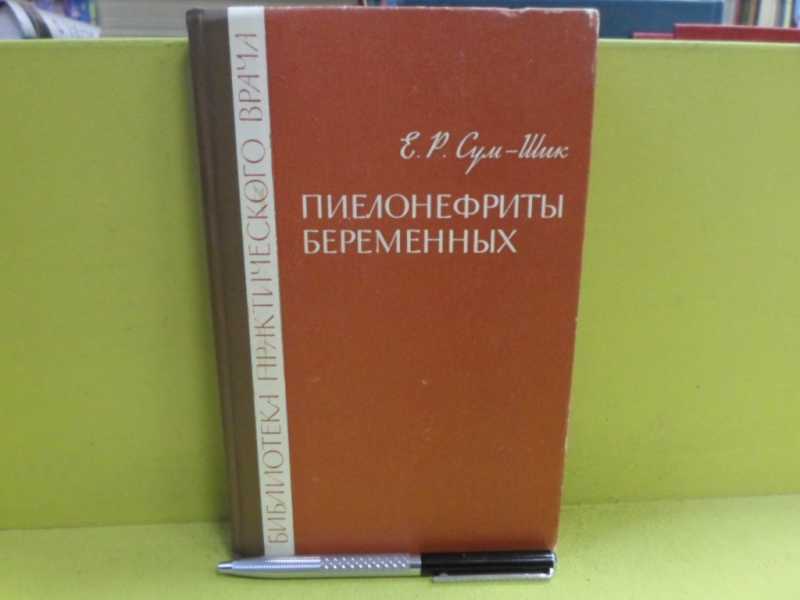 БИБЛИОТЕКА ПРАКТИЧЕСКОГО ВРАЧА
Е. Р. Сум-Шик
ПИЕЛОНЕФРИТЫ
БЕРЕМЕННЫХ